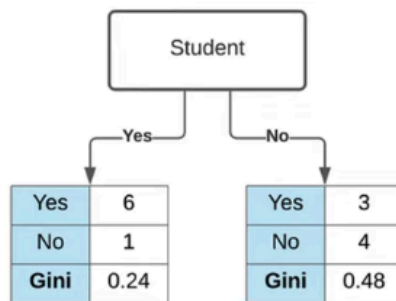 Student
Yes No
Yes 6 Yes 3
No 1 No 4
Gini 0.24 Gini 0.48